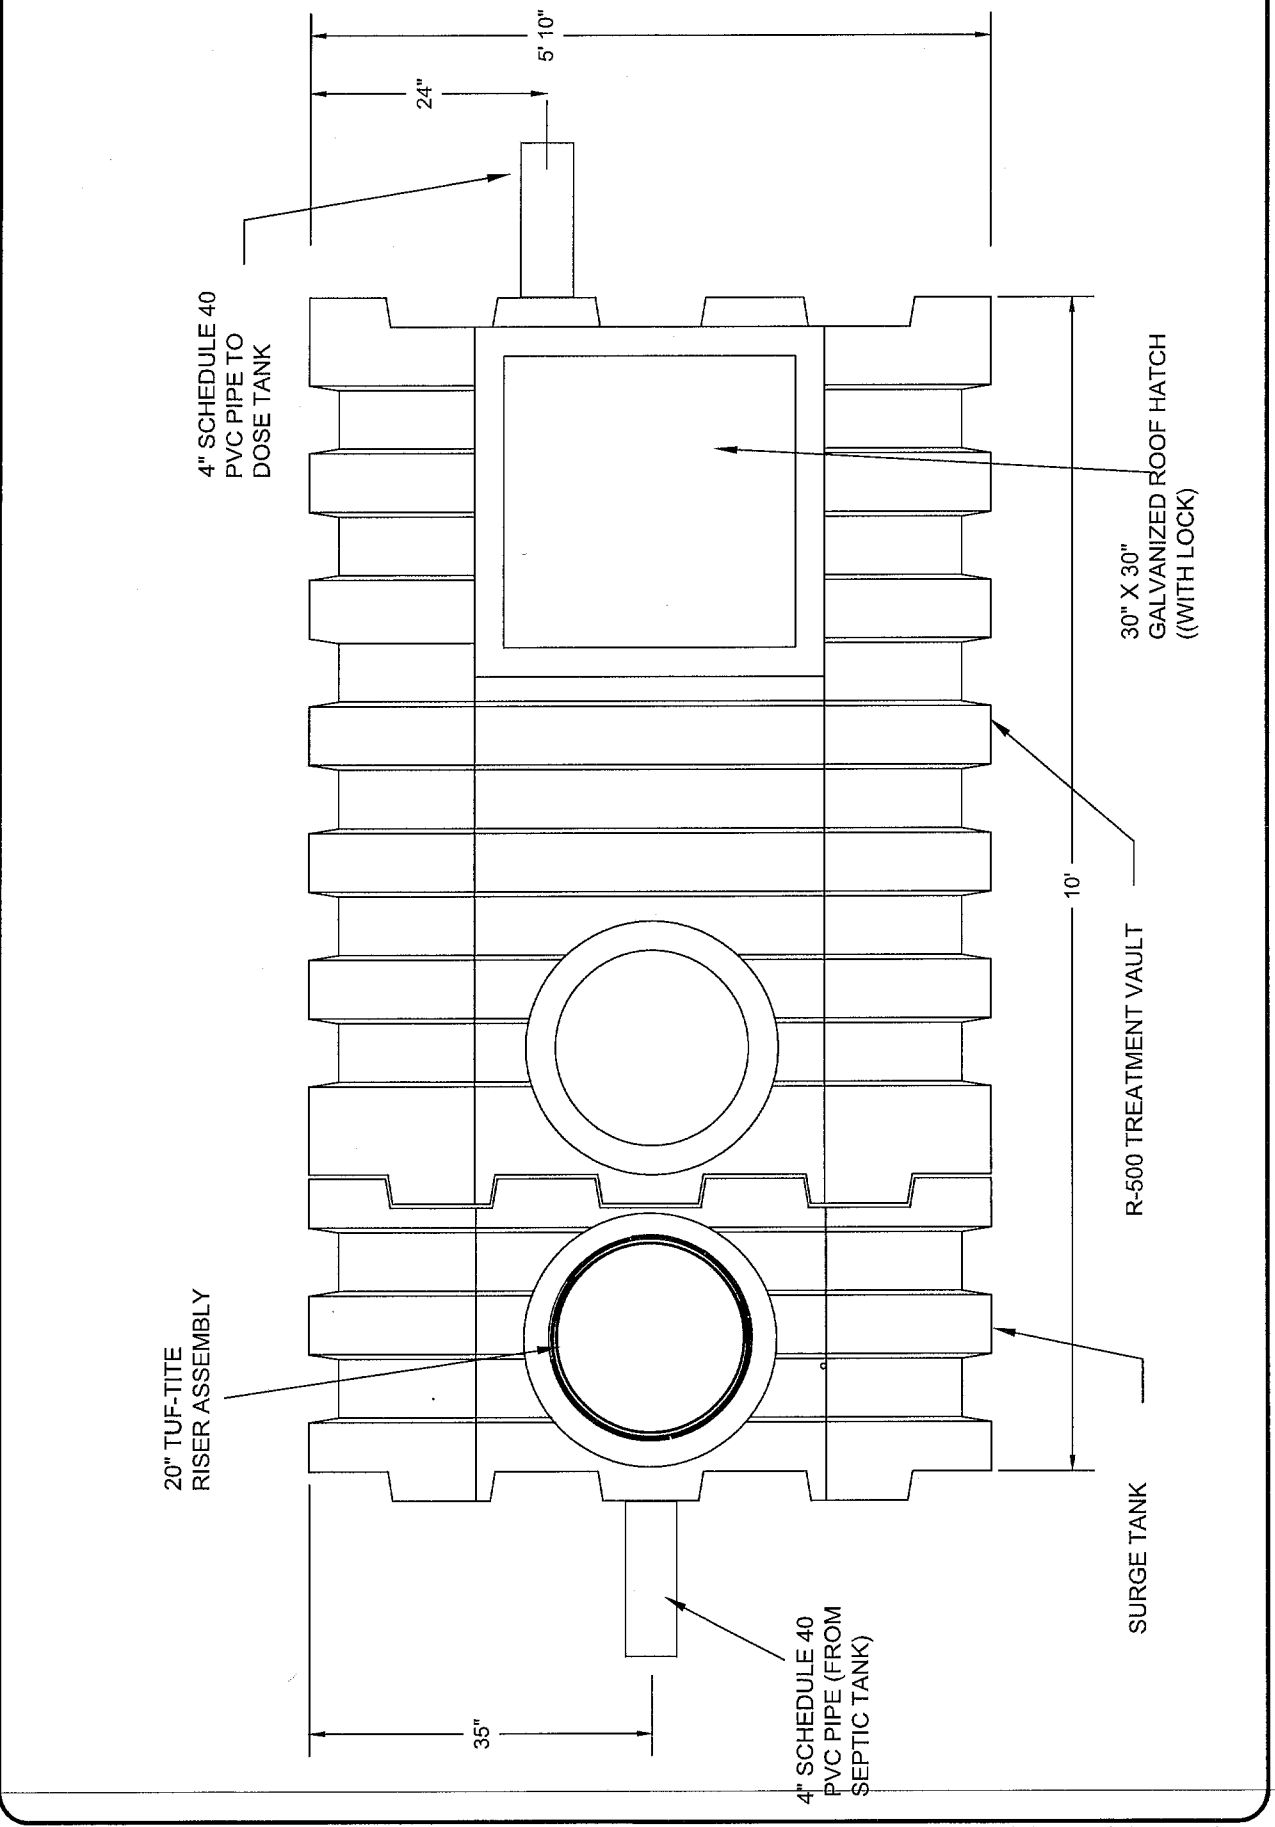 20" TUF-TITE
RISER ASSEMBLY
4" SCHEDULE 40
PVC PIPE TO
DOSE TANK
24"
5' 10"
35"
4" SCHEDULE 40
PVC PIPE (FROM
SEPTIC TANK)
10'
SURGE TANK
R-500 TREATMENT VAULT
30" X 30"
GALVANIZED ROOF HATCH
((WITH LOCK)